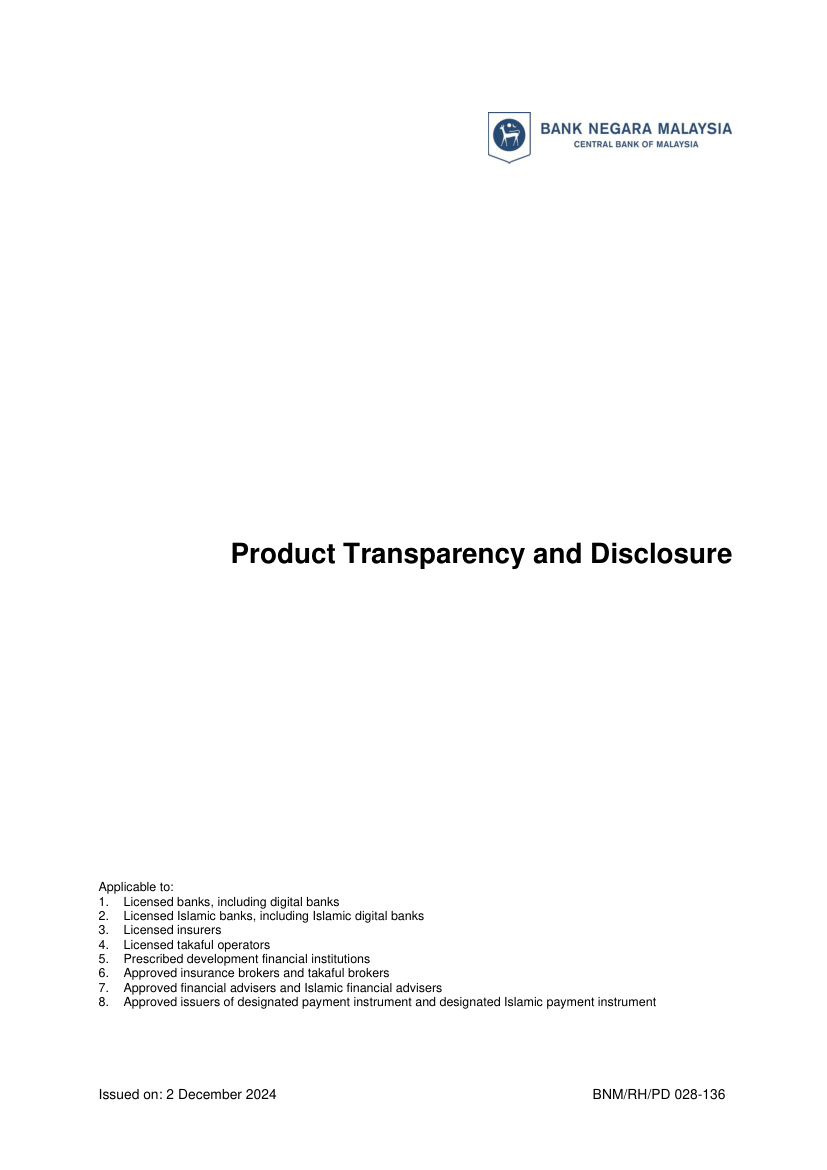 BANK NEGARA MALAYSIA
CENTRAL BANK OF MALAYSIA
Product Transparency and Disclosure
Applicable to:
1. Licensed banks, including digital banks
2. Licensed Islamic banks, including Islamic digital banks
3. Licensed insurers
4. Licensed takaful operators
5. Prescribed development financial institutions
6. Approved insurance brokers and takaful brokers
7. Approved financial advisers and Islamic financial advisers
8. Approved issuers of designated payment instrument and designated Islamic payment instrument
Issued on: 2 December 2024 BNM/RH/PD 028-136